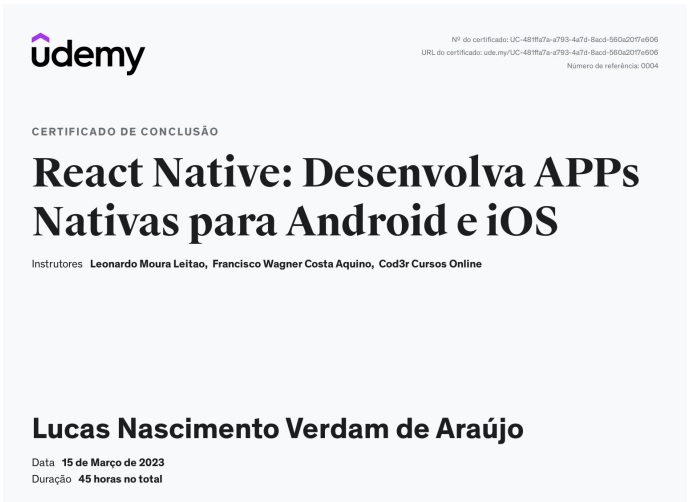 udemy
Nº do certificado: UC-481ffa7a-a793-4a7d-8acd-560a2017e606
URL do certificado: ude.my/UC-481ffa7a-a793-4a7d-8acd-560a2017e606
Número de referência: 0004
CERTIFICADO DE CONCLUSÃO
React Native: Desenvolva APPs
Nativas para Android e iOS
Instrutores Leonardo Moura Leitao, Francisco Wagner Costa Aquino, Cod3r Cursos Online
Lucas Nascimento Verdam de Araújo
Data 15 de Março de 2023
Duração 45 horas no total